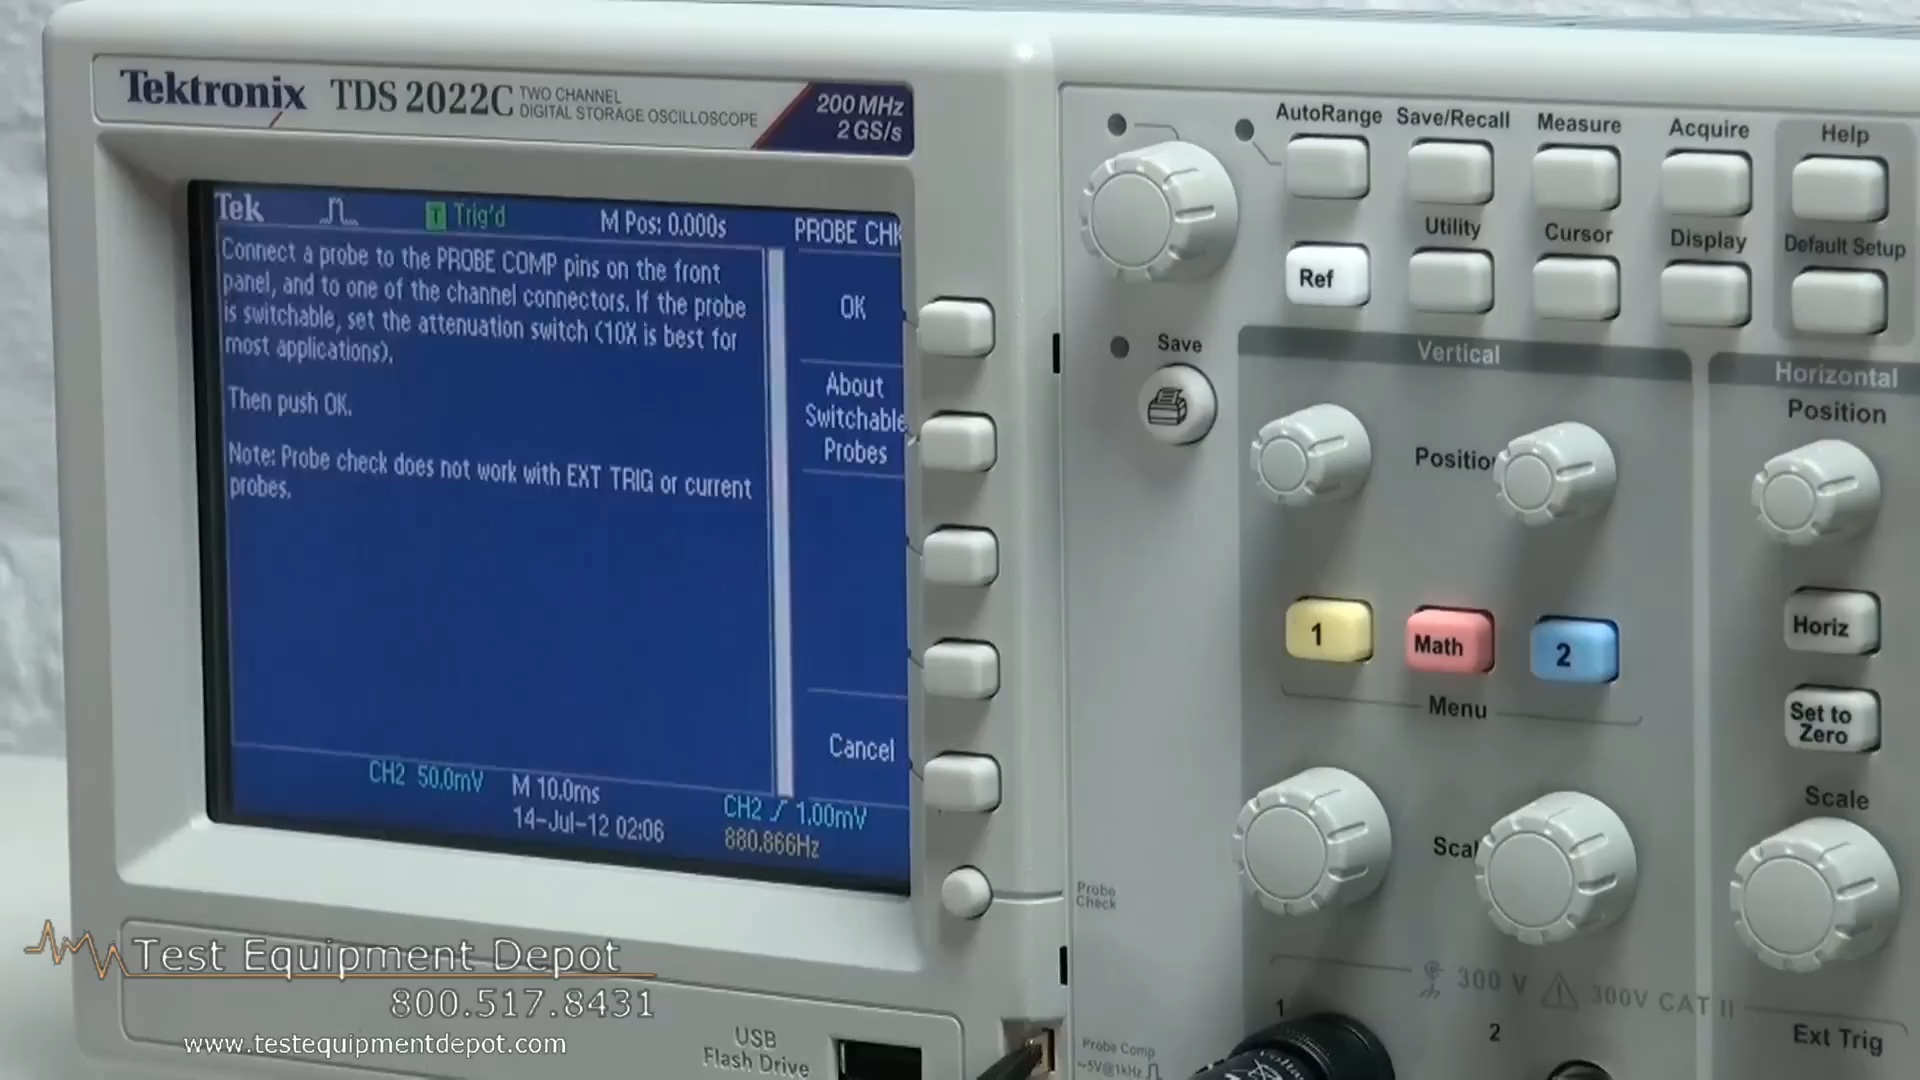 Tektronix TDS 2022C TWO CHANNEL
DIGITAL STORAGE OSCILLOSCOPE
200 MHz
2 GS/s
Tek Trig'd M Pos: 0.000s PROBE CHK
Connect a probe to the PROBE COMP pins on the front
panel, and to one of the channel connectors. If the probe
is switchable, set the attenuation switch (10X is best for
most applications).
Then push OK.
Note: Probe check does not work with EXT TRIG or current
probes.
OK
About
Switchable
Probes
Cancel
CH2 50.0mV M 10.0ms CH2 1.00mV
14-Jul-12 02:06 880.866Hz
AutoRange Save/Recall Measure Acquire Help
Utility Cursor Display Default Setup
Ref
Save
Vertical
Horizontal
Position
Position
1 Math 2
Menu
Horiz
Set to
Zero
Scale
Scal
Probe
Check
300 V 300V CAT II
1 2 Ext Trig
Probe Comp
~5V@1kHz
USB
Flash Drive
Test Equipment Depot
800.517.8431
www.testequipmentdepot.com